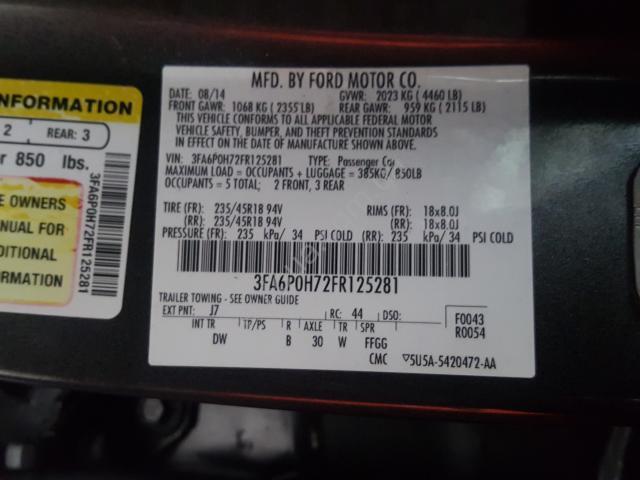 INFORMATION
2 REAR: 3
850 lbs.
OWNERS
MANUAL FOR
INFORMATION
3FA6P0H72FR125281
MFD. BY FORD MOTOR CO.
DATE: 08/14 GVWR: 2023 KG (4460 LB)
FRONT GAWR: 1068 KG (2355 LB) REAR GAWR: 959 KG (2115 LB)
THIS VEHICLE CONFORMS TO ALL APPLICABLE FEDERAL MOTOR
VEHICLE SAFETY, BUMPER, AND THEFT PREVENTION STANDARDS
IN EFFECT ON THE DATE OF MANUFACTURE SHOWN ABOVE.
VIN: 3FA6P0H72FR125281 TYPE: Passenger Car
MAXIMUM LOAD = OCCUPANTS + LUGGAGE = 385KG/ 850LB
OCCUPANTS = 5 TOTAL; 2 FRONT, 3 REAR
TIRE (FR): 235/45R18 94V RIMS (FR): 18x8.0J
(RR): 235/45R18 94V (RR): 18x8.0J
PRESSURE (FR): 235 kPa/ 34 PSI COLD (RR): 235 kPa/ 34 PSI COLD
3FA6P0H72FR125281
TRAILER TOWING - SEE OWNER GUIDE
EXT PNT: J7 RC: 44 DSO: F0043
R0054
INT TR TP/PS R AXLE TR SPR
DW B 30 W FFGG
CMC 5U5A-5420472-AA